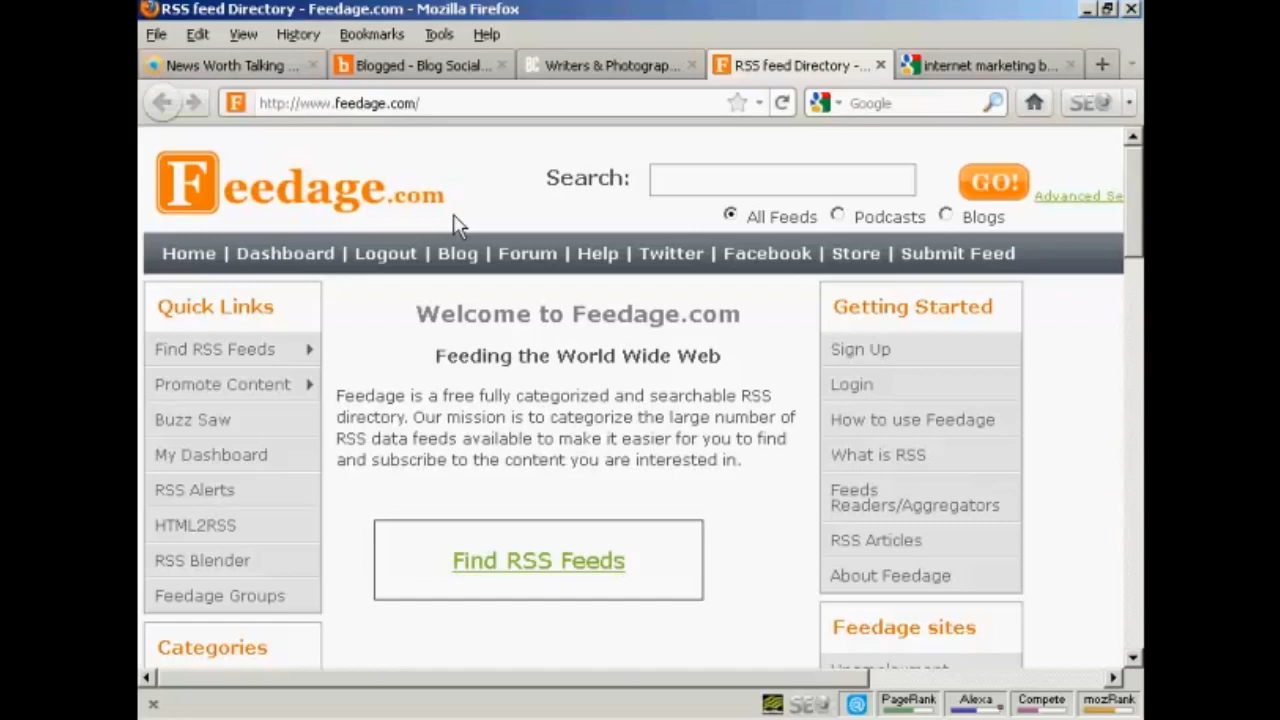 RSS feed Directory - Feedage.com - Mozilla Firefox
File Edit View History Bookmarks Tools Help
News Worth Talking ... Blogged - Blog Social... Writers & Photograp... RSS feed Directory -... internet marketing b...
http://www.feedage.com/ Google SEO
Feedage.com Search: GO! Advanced Se
All Feeds Podcasts Blogs
Home | Dashboard | Logout | Blog | Forum | Help | Twitter | Facebook | Store | Submit Feed
Quick Links
Find RSS Feeds
Promote Content
Buzz Saw
My Dashboard
RSS Alerts
HTML2RSS
RSS Blender
Feedage Groups
Categories
Welcome to Feedage.com
Feeding the World Wide Web
Feedage is a free fully categorized and searchable RSS
directory. Our mission is to categorize the large number of
RSS data feeds available to make it easier for you to find
and subscribe to the content you are interested in.
Find RSS Feeds
Getting Started
Sign Up
Login
How to use Feedage
What is RSS
Feeds
Readers/Aggregators
RSS Articles
About Feedage
Feedage sites
Unemployment
SEO PageRank Alexa Compete mozRank